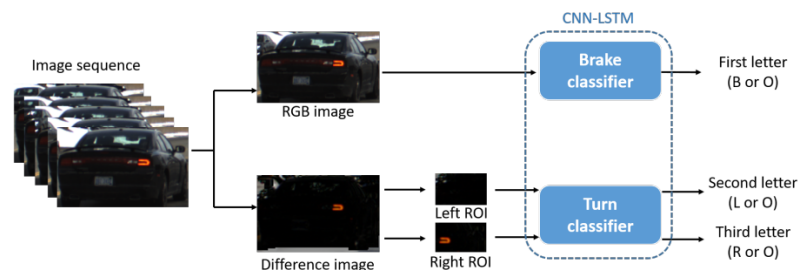 CNN-LSTM
Image sequence
RGB image
Brake
classifier
First letter
(B or O)
Difference image
Left ROI
Right ROI
Turn
classifier
Second letter
(L or O)
Third letter
(R or O)